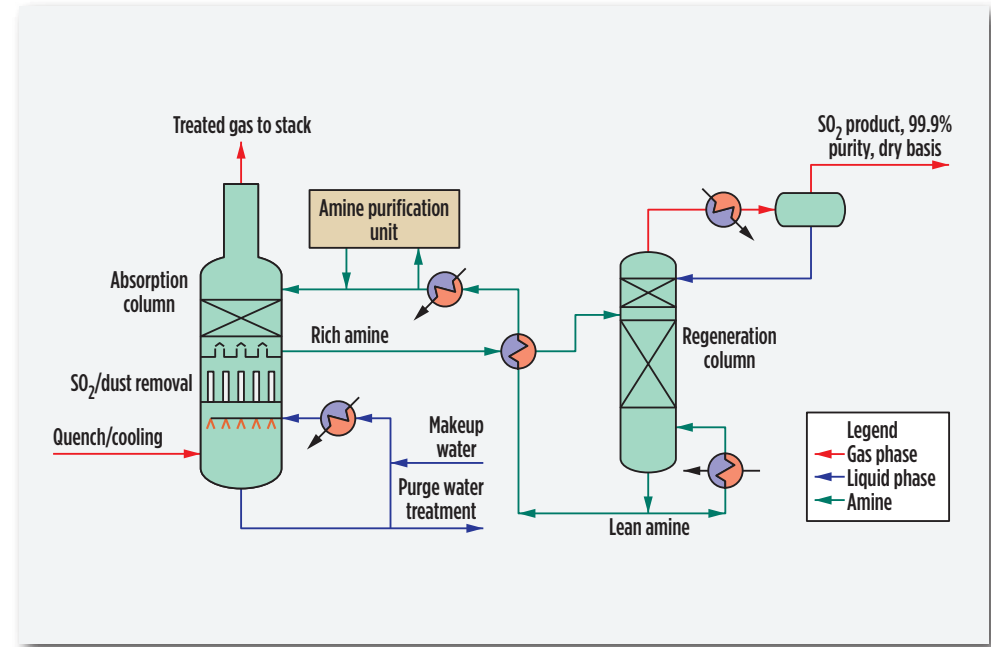 Treated gas to stack
SO2 product, 99.9%
purity, dry basis
Amine purification
unit
Absorption
column
Rich amine
Regeneration
column
SO2/dust removal
Quench/cooling
Makeup
water
Purge water
treatment
Lean amine
Legend
Gas phase
Liquid phase
Amine